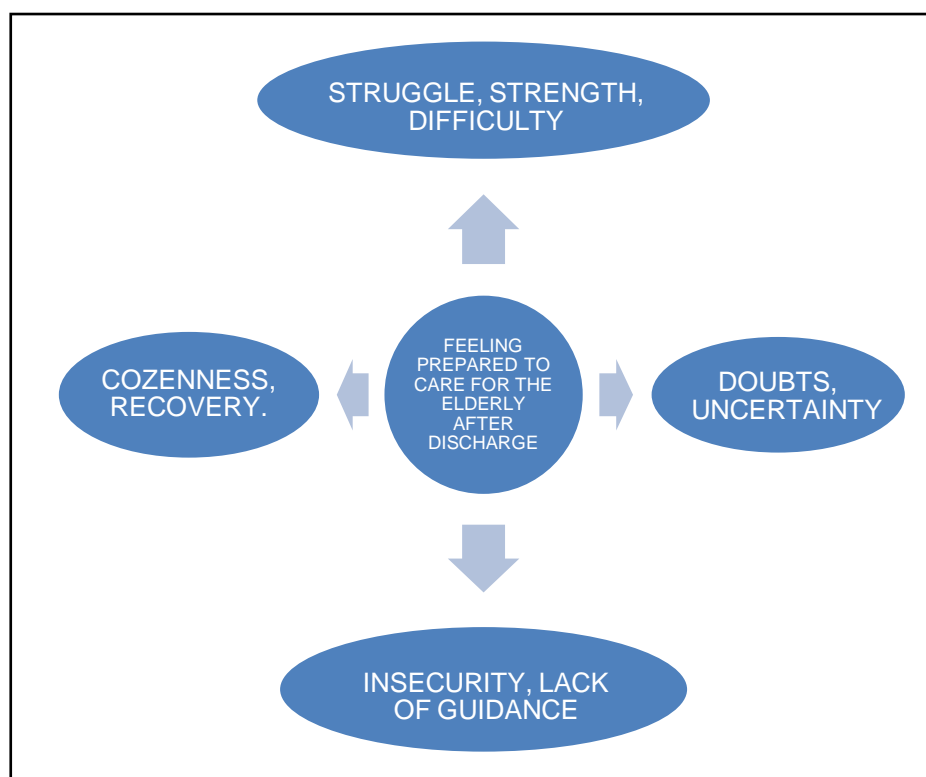 STRUGGLE, STRENGTH,
DIFFICULTY
COZENNESS,
RECOVERY.
FEELING
PREPARED TO
CARE FOR THE
ELDERLY
AFTER
DISCHARGE
DOUBTS,
UNCERTAINTY
INSECURITY, LACK
OF GUIDANCE